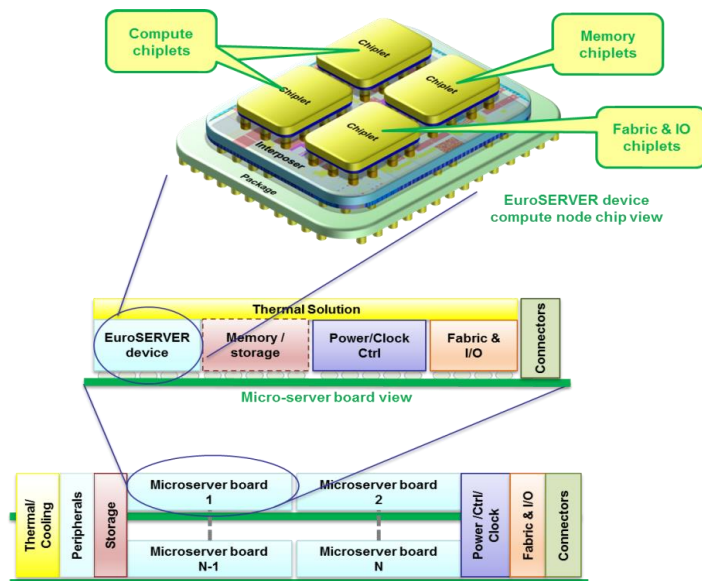 Compute
chiplets
Memory
chiplets
Chiplet
Chiplet
Chiplet
Chiplet
Fabric & IO
chiplets
Interposer
Package
EuroSERVER device
compute node chip view
Thermal Solution
EuroSERVER
device
Memory /
storage
Power/Clock
Ctrl
Fabric &
I/O
Connectors
Micro-server board view
Thermal/
Cooling
Peripherals
Storage
Microserver board
1
Microserver board
2
Microserver board
N-1
Microserver board
N
Power /Ctrl/
Clock
Fabric & I/O
Connectors